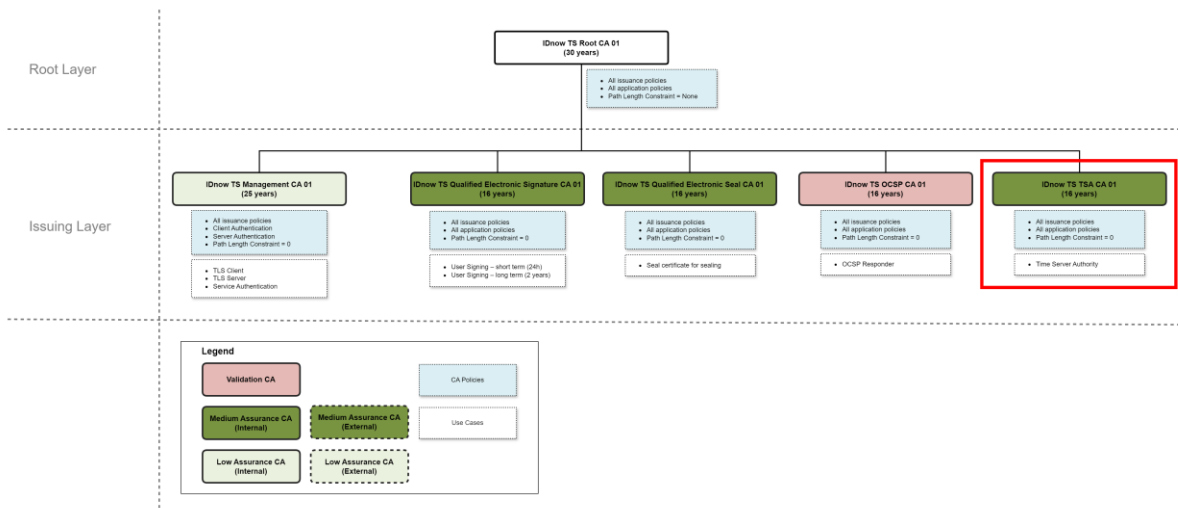 Root Layer
IDnow TS Root CA 01
(30 years)
All issuance policies
All application policies
Path Length Constraint = None
Issuing Layer
IDnow TS Management CA 01
(25 years)
All issuance policies
Client Authentication
Server Authentication
Path Length Constraint = 0
TLS Client
TLS Server
Service Authentication
IDnow TS Qualified Electronic Signature CA 01
(16 years)
All issuance policies
All application policies
Path Length Constraint = 0
User Signing – short term (24h)
User Signing – long term (2 years)
IDnow TS Qualified Electronic Seal CA 01
(16 years)
All issuance policies
All application policies
Path Length Constraint = 0
Seal certificate for sealing
IDnow TS OCSP CA 01
(16 years)
All issuance policies
All application policies
Path Length Constraint = 0
OCSP Responder
IDnow TS TSA CA 01
(16 years)
All issuance policies
All application policies
Path Length Constraint = 0
Time Server Authority
Legend
Validation CA
CA Policies
Medium Assurance CA
(Internal)
Medium Assurance CA
(External)
Use Cases
Low Assurance CA
(Internal)
Low Assurance CA
(External)